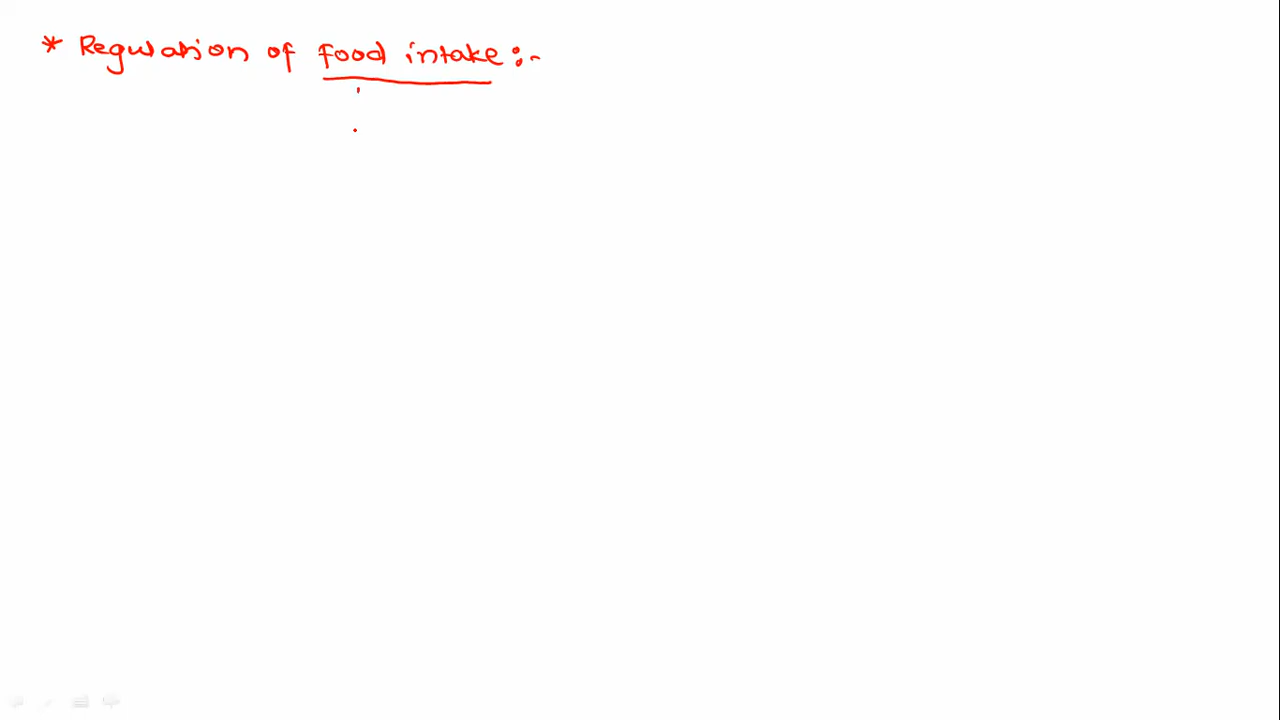 * Regulation of food intake :-